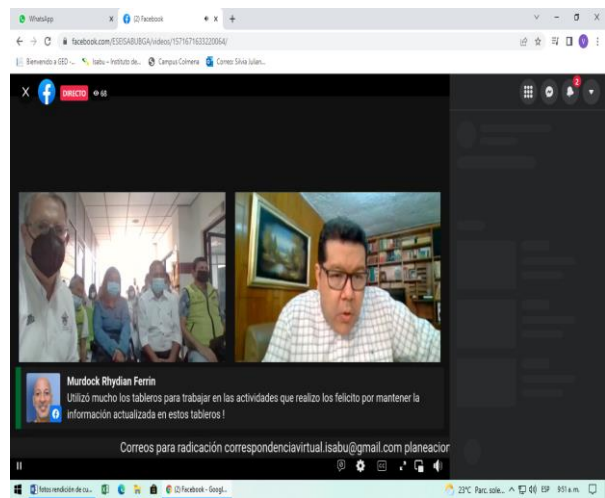 WhatsApp
(2) Facebook
facebook.com/ESEISABUBGA/videos/1571671633220064/
Bienvenido a GED -...
Isabu – Instituto de...
Campus Colmena
Correo: Silvia Julian...
DIRECTO
68
2
Murdock Rhydian Ferrin
Utilizó mucho los tableros para trabajar en las actividades que realizo los felicito por mantener la
información actualizada en estos tableros !
Correos para radicación correspondenciavirtual.isabu@gmail.com planeacion
fotos rendición de cu...
(2) Facebook - Googl...
23°C Parc. sole...
ESP
9:51 a. m.